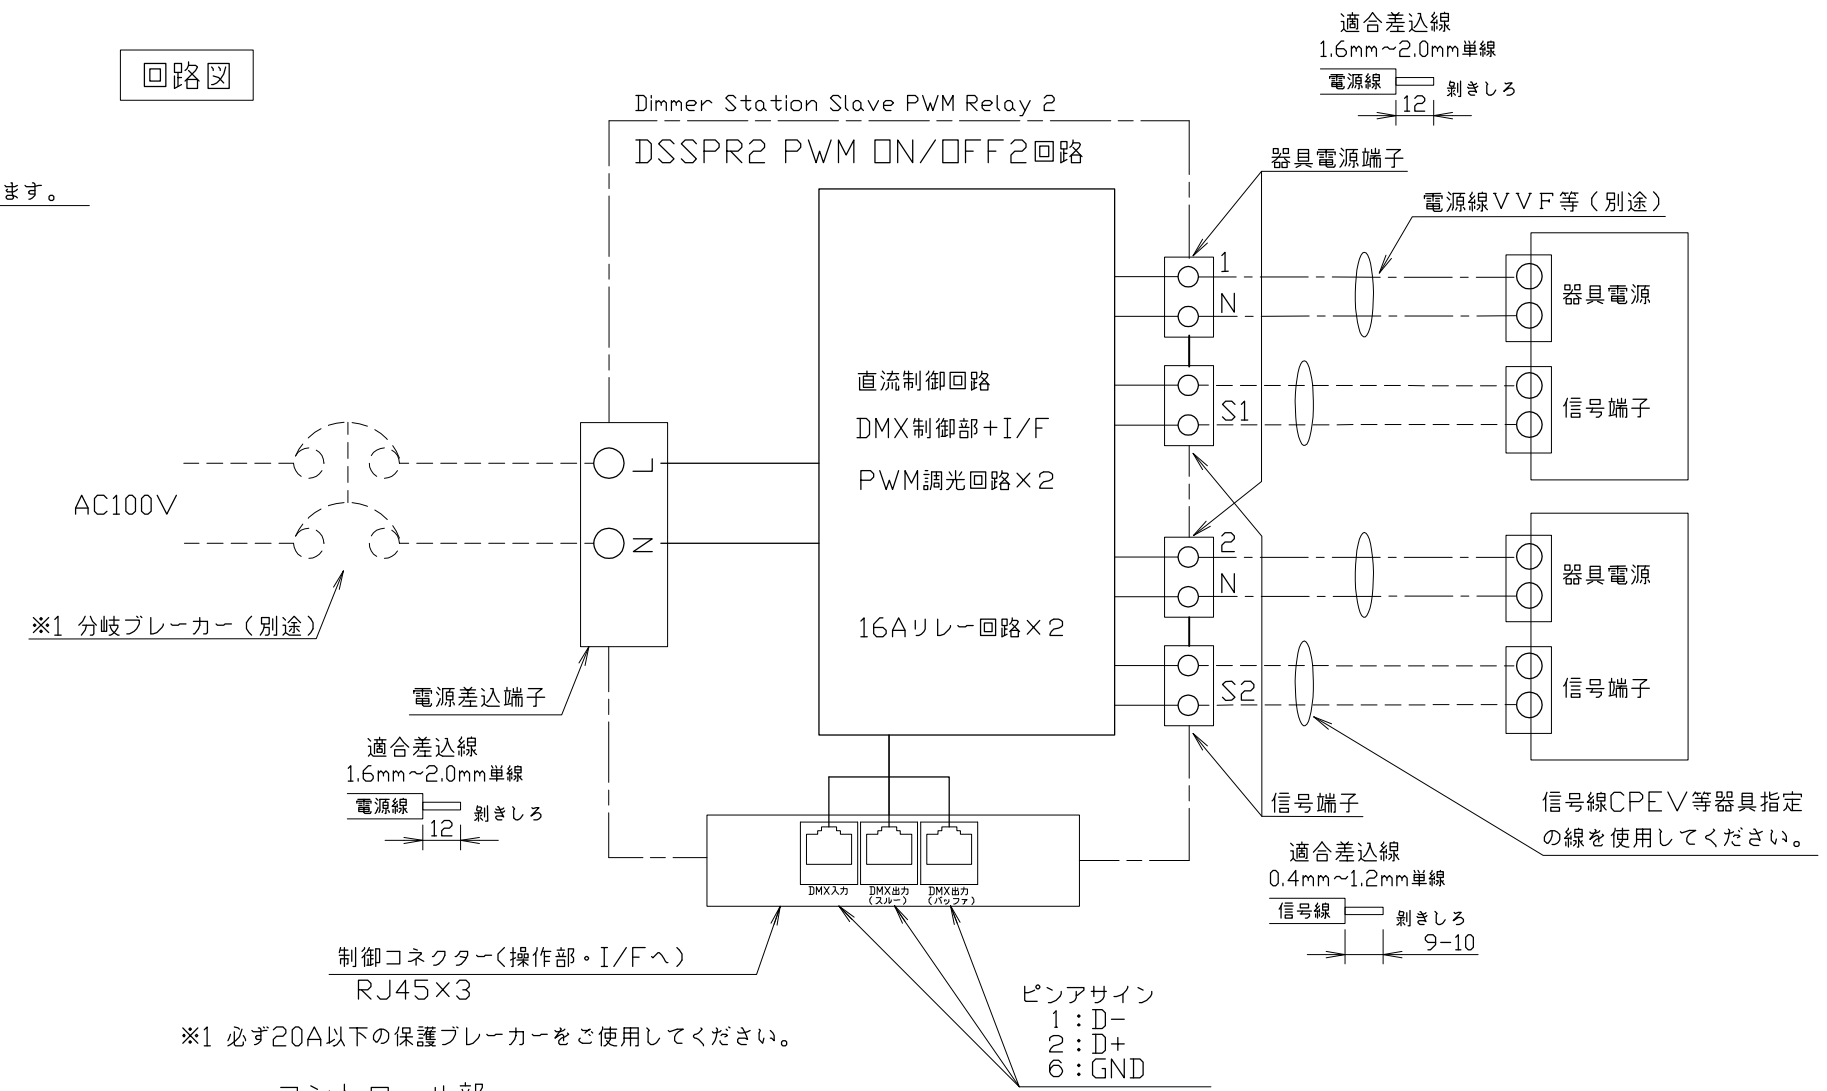 回路図
ます。
Dimmer Station Slave PWM Relay 2
DSSPR2 PWM ON/OFF2回路
適合差込線
1.6mm~2.0mm単線
電源線
剝きしろ
12
器具電源端子
電源線VVF等(別途)
1
N
器具電源
直流制御回路
S1
信号端子
DMX制御部+I/F
PWM調光回路×2
L
AC100V
N
2
N
器具電源
※1 分岐ブレーカー(別途)
16Aリレー回路×2
S2
信号端子
電源差込端子
適合差込線
1.6mm~2.0mm単線
電源線
剝きしろ
12
信号端子
信号線CPEV等器具指定
の線を使用してください。
DMX入力
DMX出力
(スルー)
DMX出力
(バッファ)
適合差込線
0.4mm~1.2mm単線
信号線
剝きしろ
9-10
制御コネクター(操作部・I/Fへ)
RJ45×3
ピンアサイン
1:D-
2:D+
6:GND
※1 必ず20A以下の保護ブレーカーをご使用してください。
コントロール部